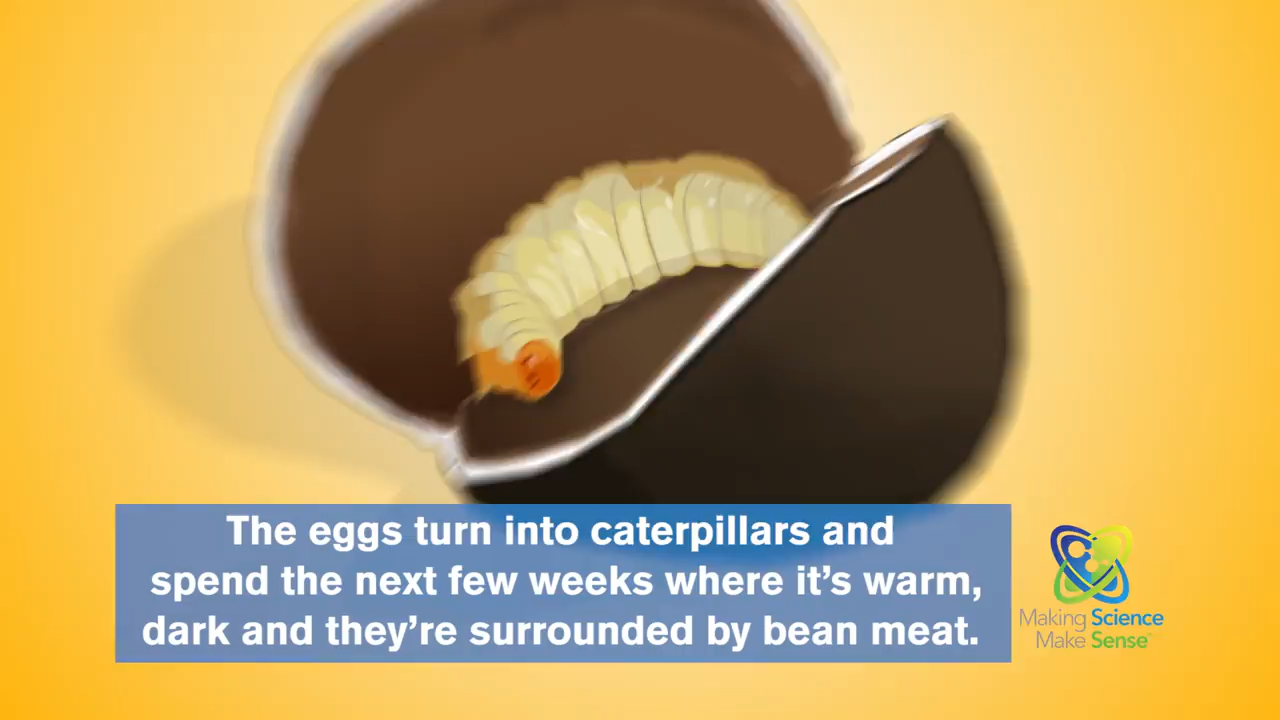 The eggs turn into caterpillars and
spend the next few weeks where it's warm,
dark and they're surrounded by bean meat.
Making Science
Make Sense